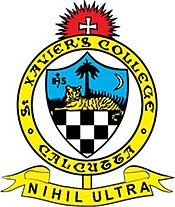 St. XAVIER'S COLLEGE
CALCUTTA
IHS
NIHIL ULTRA